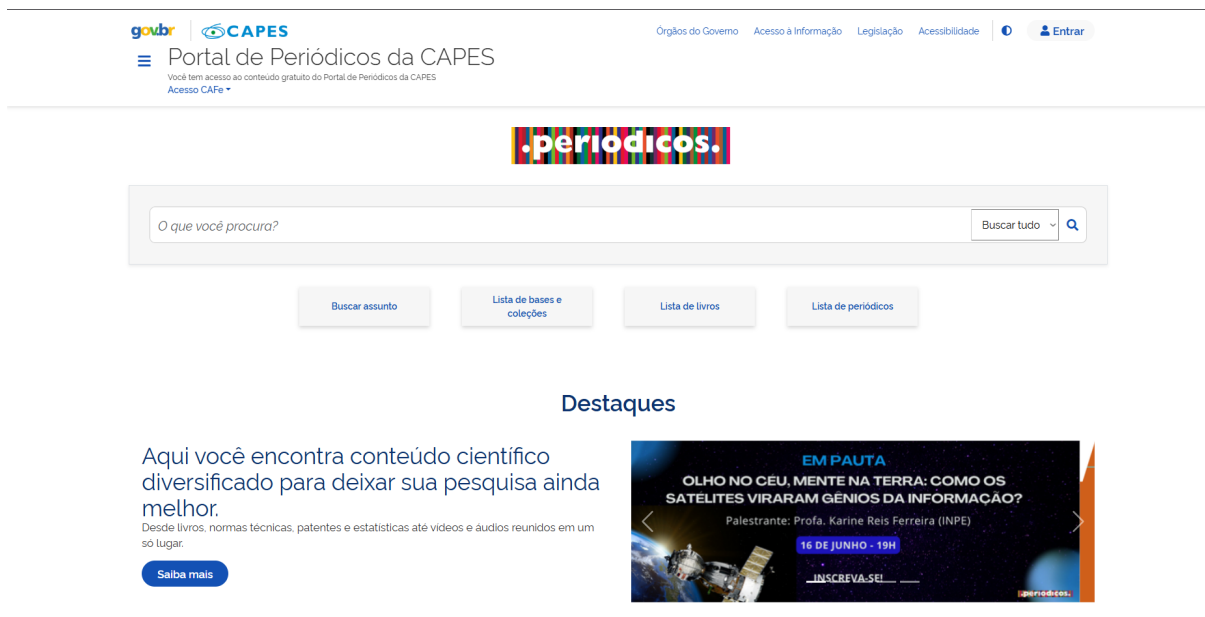 gov.br
CAPES
Órgãos do Governo
Acesso à Informação
Legislação
Acessibilidade
Entrar
Portal de Periódicos da CAPES
Você tem acesso ao conteúdo gratuito do Portal de Periódicos da CAPES
Acesso CAFe
.periodicos.
O que você procura?
Buscar tudo
Buscar assunto
Lista de bases e
coleções
Lista de livros
Lista de periódicos
Destaques
Aqui você encontra conteúdo científico
diversificado para deixar sua pesquisa ainda
melhor.
Desde livros, normas técnicas, patentes e estatísticas até vídeos e áudios reunidos em um
só lugar.
Saiba mais
EM PAUTA
OLHO NO CÉU, MENTE NA TERRA: COMO OS
SATÉLITES VIRARAM GÊNIOS DA INFORMAÇÃO?
Palestrante: Profa. Karine Reis Ferreira (INPE)
16 DE JUNHO - 19H
INSCREVA-SE!
.periodicos.